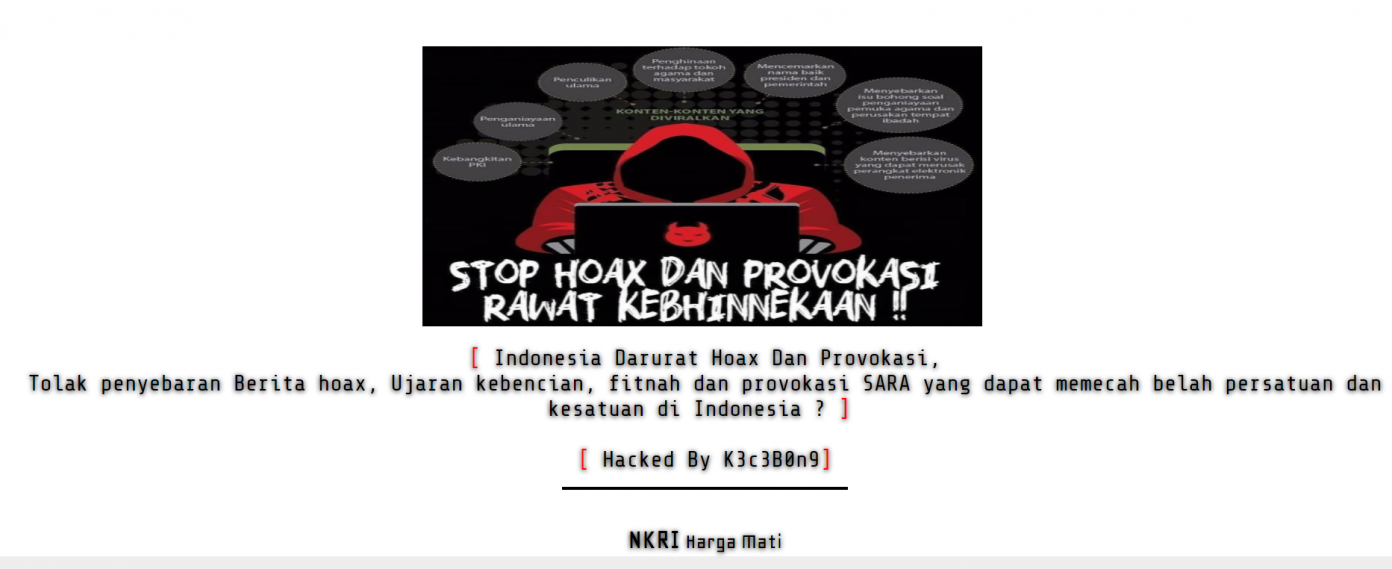 Penghinaan
terhadap tokoh
agama dan
masyarakat
Mencemarkan
nama baik
presiden dan
pemerintah
Penculikan
ulama
Menyebarkan
isu bohong soal
penganiayaan
pemuka agama dan
perusakan tempat
ibadah
KONTEN-KONTEN YANG
DIVIRALKAN
Penganiayaan
ulama
Kebangkitan
PKI
Menyebarkan
konten berisi virus
yang dapat merusak
perangkat elektronik
penerima
STOP HOAX DAN PROVOKASI
RAWAT KEBHINNEKAAN !!
[ Indonesia Darurat Hoax Dan Provokasi,
Tolak penyebaran Berita hoax, Ujaran kebencian, fitnah dan provokasi SARA yang dapat memecah belah persatuan dan
kesatuan di Indonesia ? ]
[ Hacked By K3c3B0n9]
NKRI Harga Mati